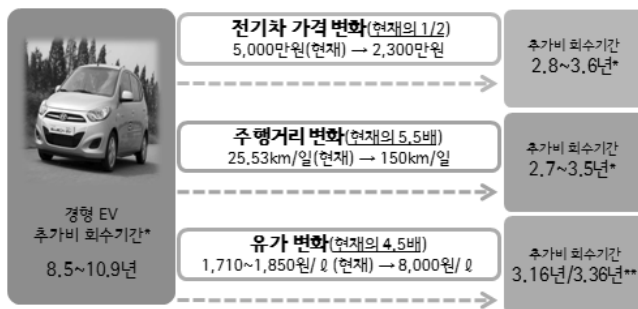 전기차 가격 변화(현재의 1/2)
5,000만원(현재) → 2,300만원
추가비 회수기간
2.8~3.6년*
주행거리 변화(현재의 5.5배)
25.53km/일(현재) → 150km/일
추가비 회수기간
2.7~3.5년*
경형 EV
추가비 회수기간*
8.5~10.9년
유가 변화(현재의 4.5배)
1,710~1,850원/ℓ (현재) → 8,000원/ℓ
추가비 회수기간
3.16년/3.36년**